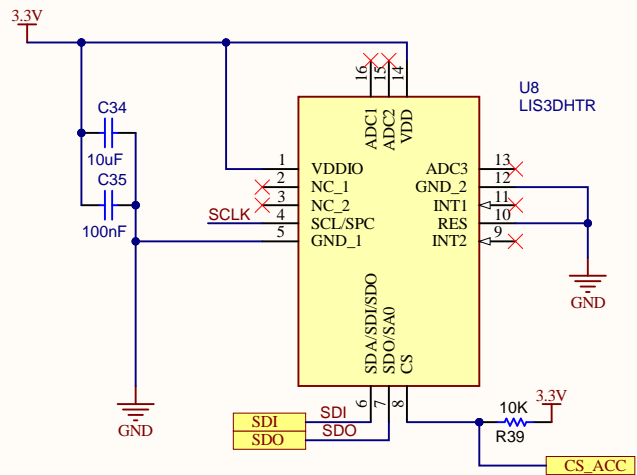 3.3V
C34
10uF
C35
100nF
GND
16
15
14
ADC1
ADC2
VDD
U8
LIS3DHTR
1 VDDIO
2 NC_1
3 NC_2
SCLK 4 SCL/SPC
5 GND_1
ADC3 13
GND_2 12
INT1 11
RES 10
INT2 9
GND
SDA/SDI/SDO
SDO/SA0
CS
6
7
8
SDI SDI
SDO SDO
10K
R39
3.3V
CS_ACC